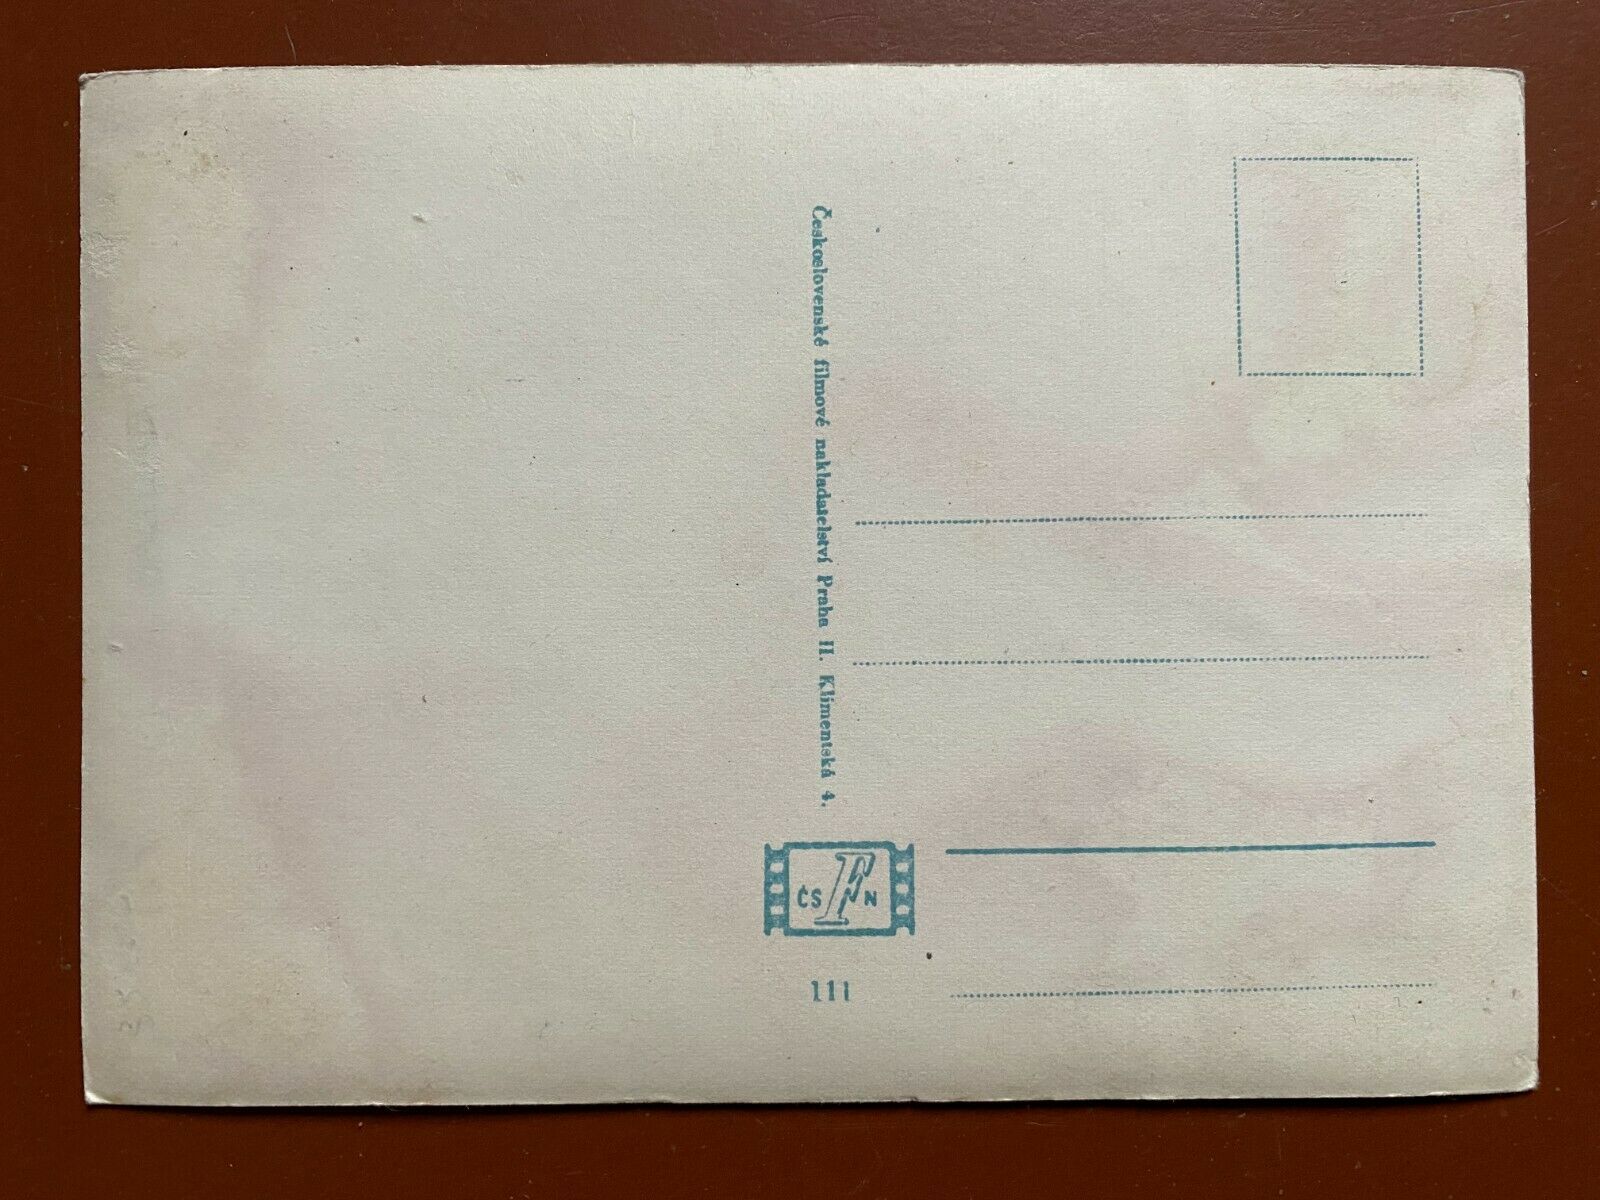 Československé filmové nakladatelství Praha II. Klimentská 4.
ČS F N
111